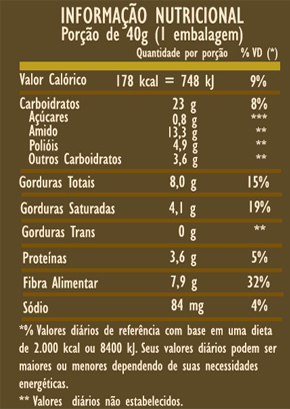 INFORMAÇÃO NUTRICIONAL
Porção de 40g (1 embalagem)
Quantidade por porção % VD (*)
Valor Calórico 178 kcal = 748 kJ 9%
Carboidratos 23 g 8%
Açúcares 0,8 g ***
Amido 13,3 g **
Polióis 4,9 g **
Outros Carboidratos 3,6 g **
Gorduras Totais 8,0 g 15%
Gorduras Saturadas 4,1 g 19%
Gorduras Trans 0 g **
Proteínas 3,6 g 5%
Fibra Alimentar 7,9 g 32%
Sódio 84 mg 4%
*% Valores diários de referência com base em uma dieta
de 2.000 kcal ou 8400 kJ. Seus valores diários podem ser
maiores ou menores dependendo de suas necessidades
energéticas.
** Valores diários não estabelecidos.